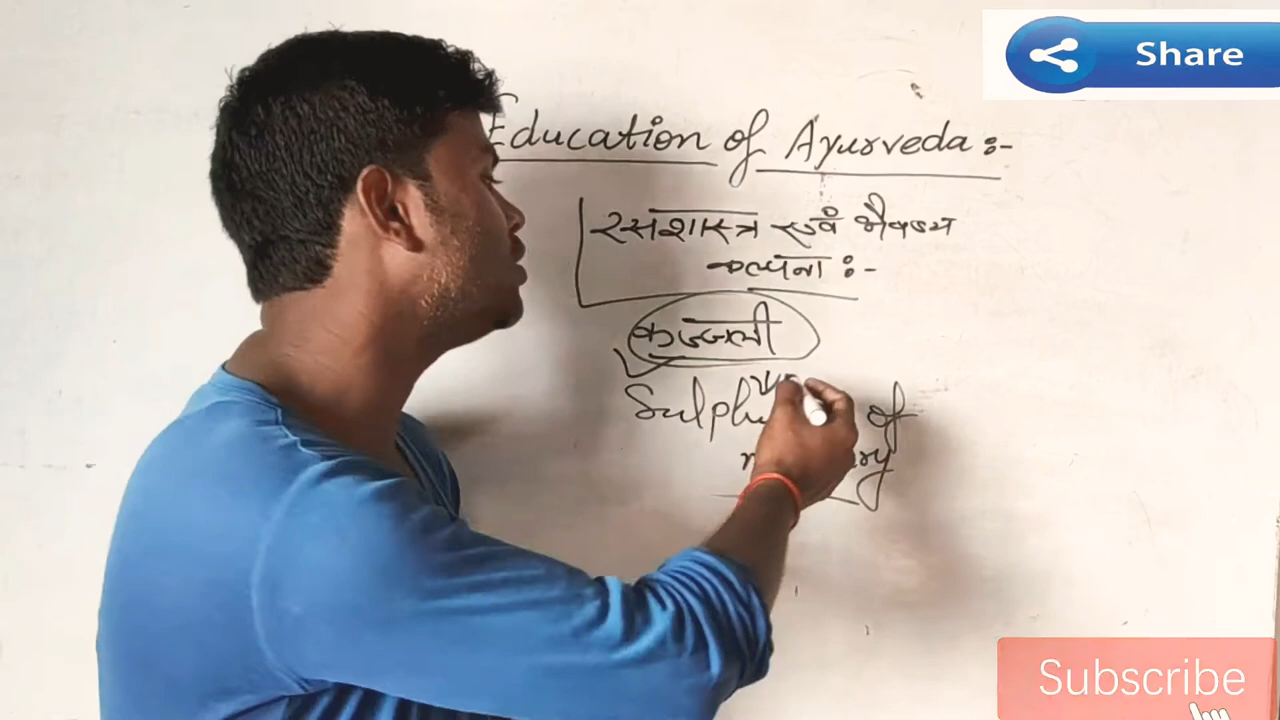 Share
Education of Ayurveda :-
रसशास्त्र एवं भैषज्य
कल्पना :-
कज्जली
of
Subscribe